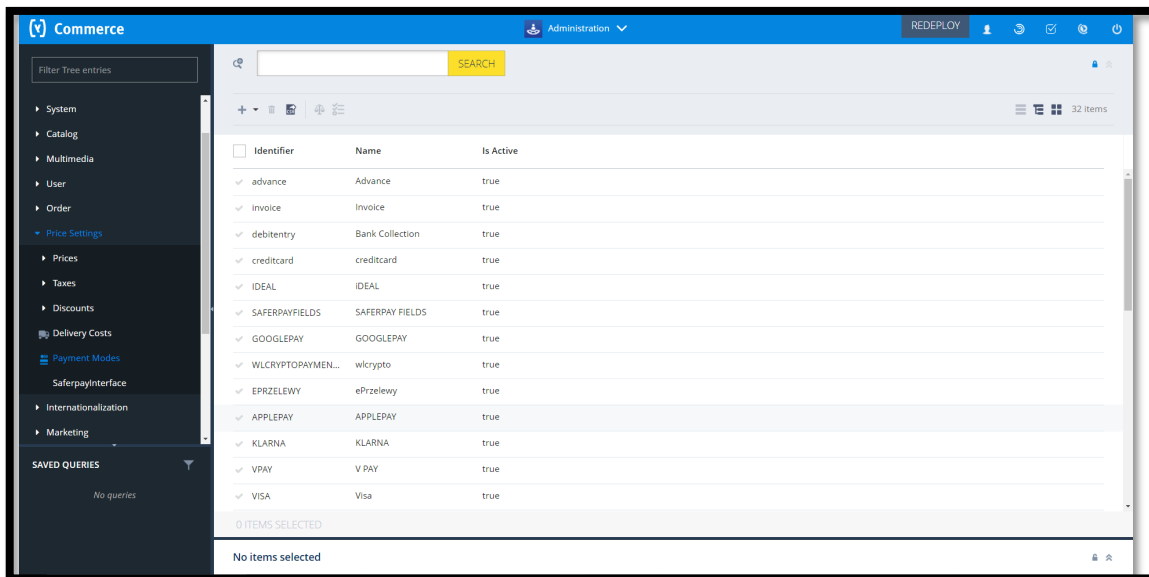 (y) Commerce
Administration
REDEPLOY
Filter Tree entries
SEARCH
System
Catalog
Multimedia
User
Order
Price Settings
Prices
Taxes
Discounts
Delivery Costs
Payment Modes
SaferpayInterface
Internationalization
Marketing
SAVED QUERIES
No queries
32 items
Identifier Name Is Active
advance Advance true
invoice Invoice true
debitentry Bank Collection true
creditcard creditcard true
IDEAL iDEAL true
SAFERPAYFIELDS SAFERPAY FIELDS true
GOOGLEPAY GOOGLEPAY true
WLCRYPTOPAYMEN... wlcrypto true
EPRZELEWY ePrzelewy true
APPLEPAY APPLEPAY true
KLARNA KLARNA true
VPAY V PAY true
VISA Visa true
0 ITEMS SELECTED
No items selected